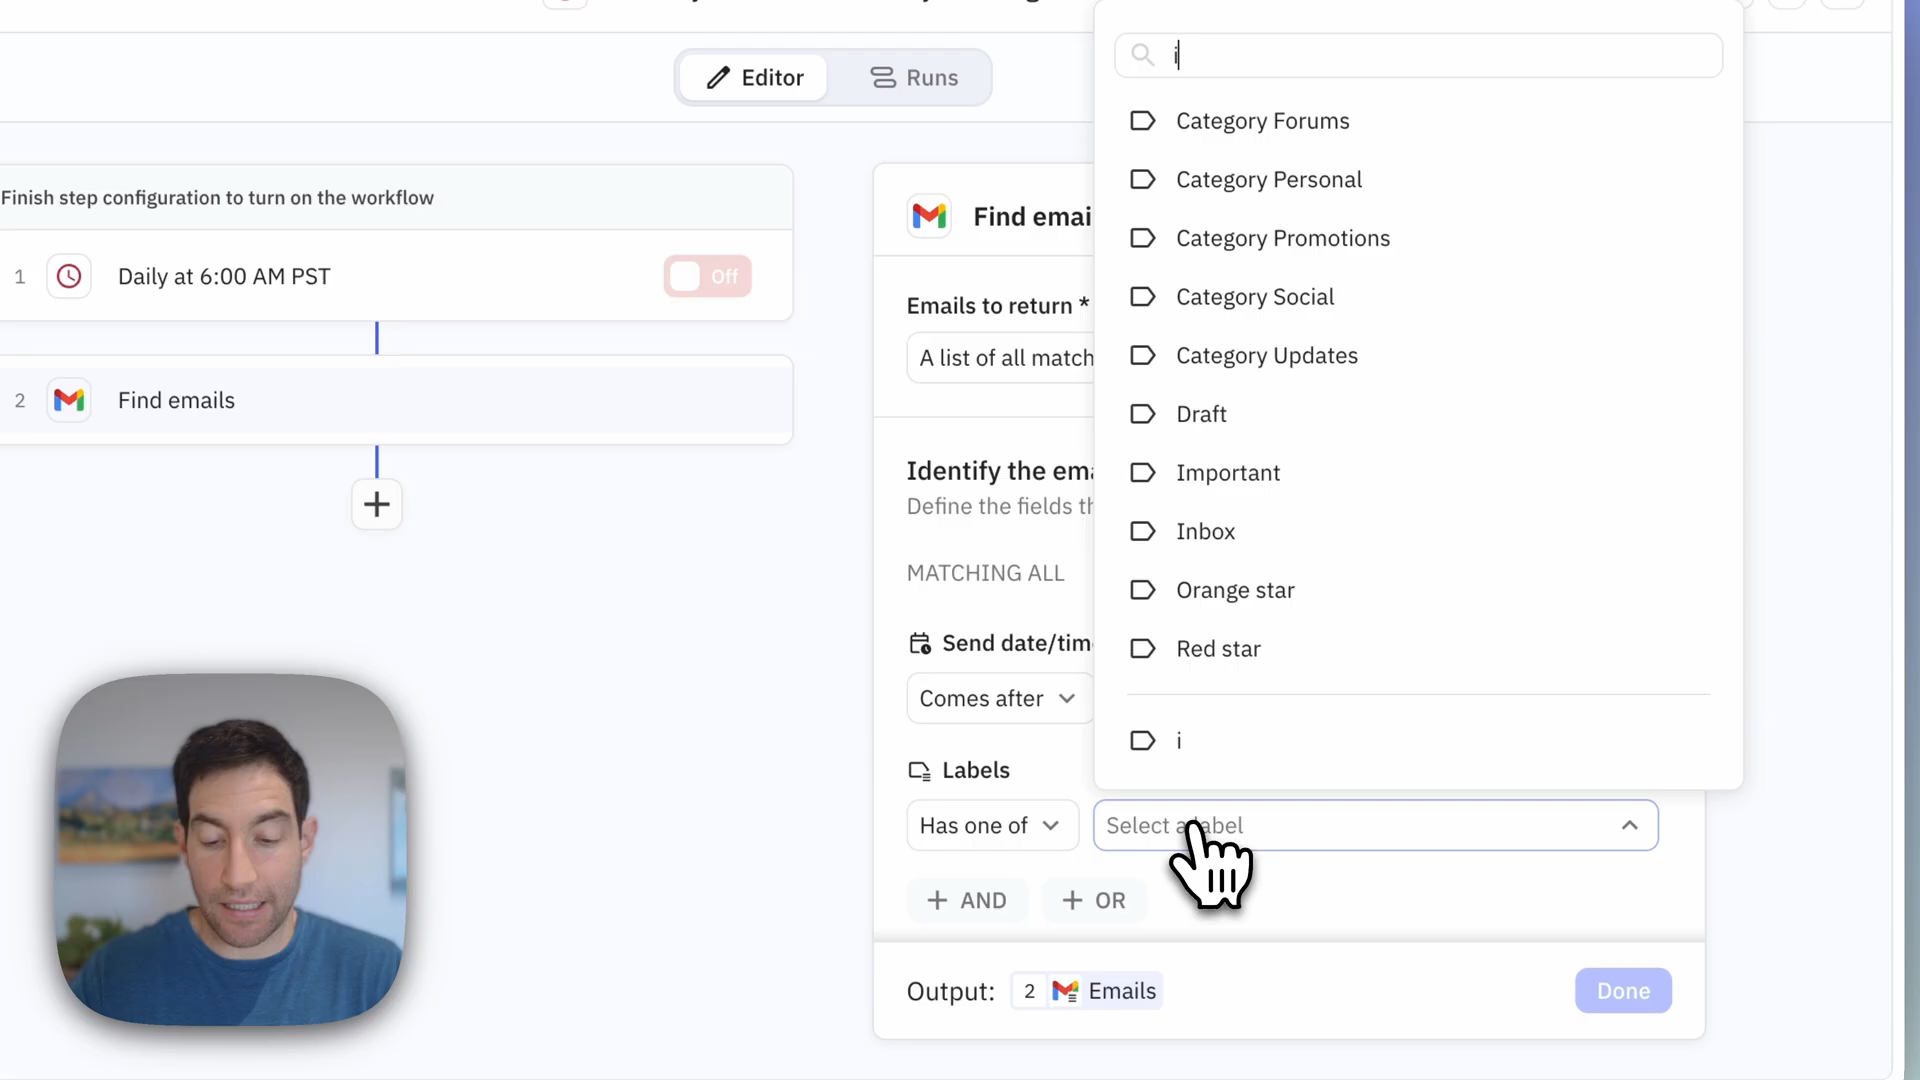 Editor
Runs
Finish step configuration to turn on the workflow
1
Daily at 6:00 AM PST
Off
2
Find emails
Find emai
Emails to return *
A list of all match
Identify the ema
Define the fields th
MATCHING ALL
Send date/tim
Comes after
Labels
Has one of
Select a label
AND
OR
Output:
2
Emails
Done
i
Category Forums
Category Personal
Category Promotions
Category Social
Category Updates
Draft
Important
Inbox
Orange star
Red star
i